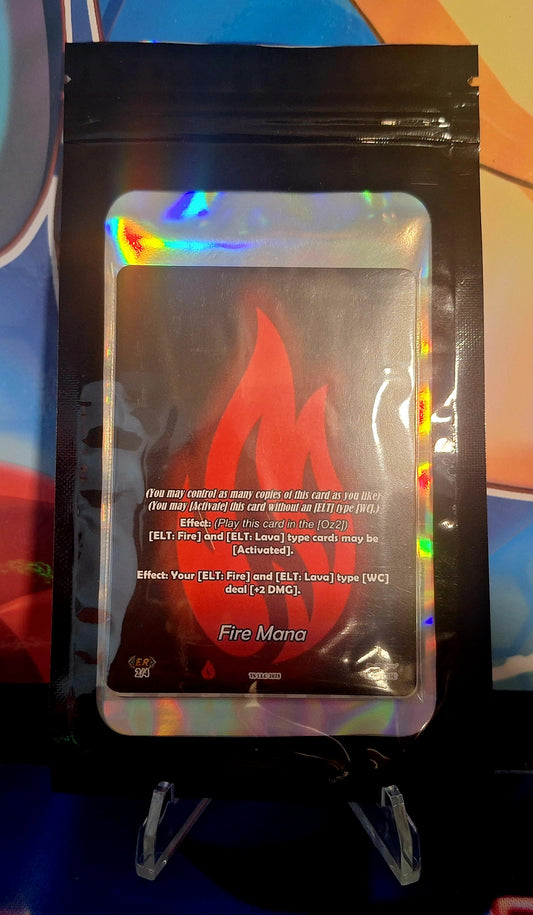 (You may control as many copies of this card as you like)
(You may [Activate] this card without an [ELT] type [WC].)
Effect: (Play this card in the [Oz2])
[ELT: Fire] and [ELT: Lava] type cards may be
[Activated].
Effect: Your [ELT: Fire] and [ELT: Lava] type [WC]
deal [+2 DMG].
Fire Mana
ER
2/4